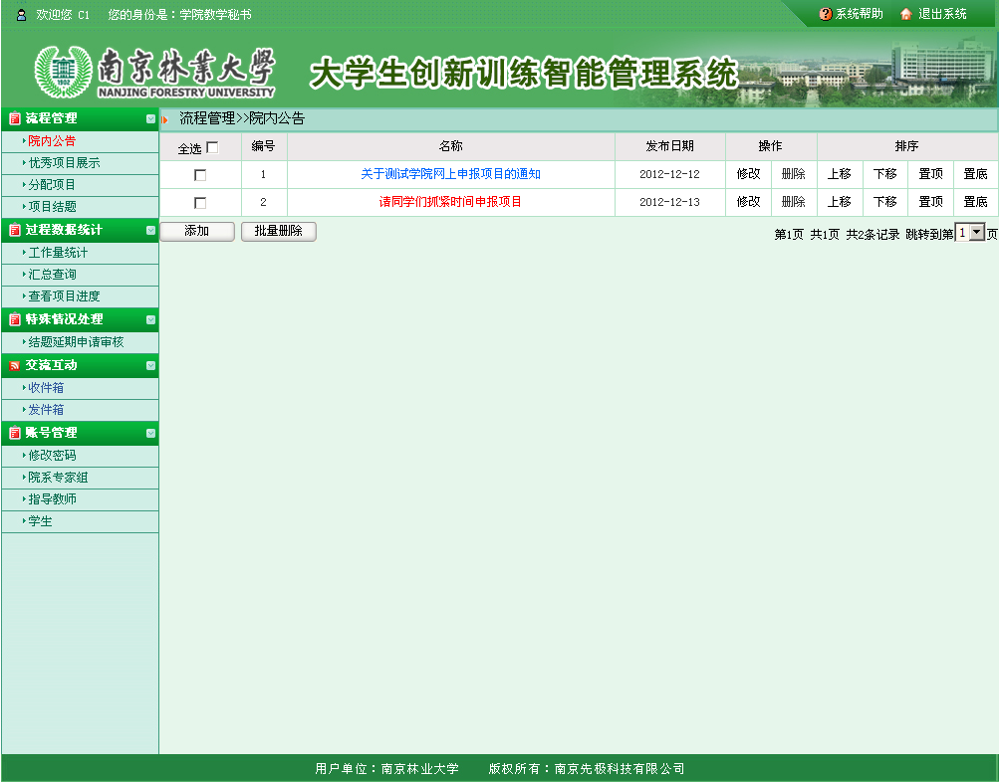 欢迎您 C1 您的身份是：学院教学秘书
系统帮助 退出系统
南京林业大學
NANJING FORESTRY UNIVERSITY
大学生创新训练智能管理系统
流程管理
院内公告
优秀项目展示
分配项目
项目结题
过程数据统计
工作量统计
汇总查询
查看项目进度
特殊情况处理
结题延期申请审核
交流互动
收件箱
发件箱
账号管理
修改密码
院系专家组
指导教师
学生
流程管理>>院内公告
全选 编号 名称 发布日期 操作 排序
1 关于测试学院网上申报项目的通知 2012-12-12 修改 删除 上移 下移 置顶 置底
2 请同学们抓紧时间申报项目 2012-12-13 修改 删除 上移 下移 置顶 置底
添加 批量删除 第1页 共1页 共2条记录 跳转到第 1 页
用户单位：南京林业大学 版权所有：南京先极科技有限公司